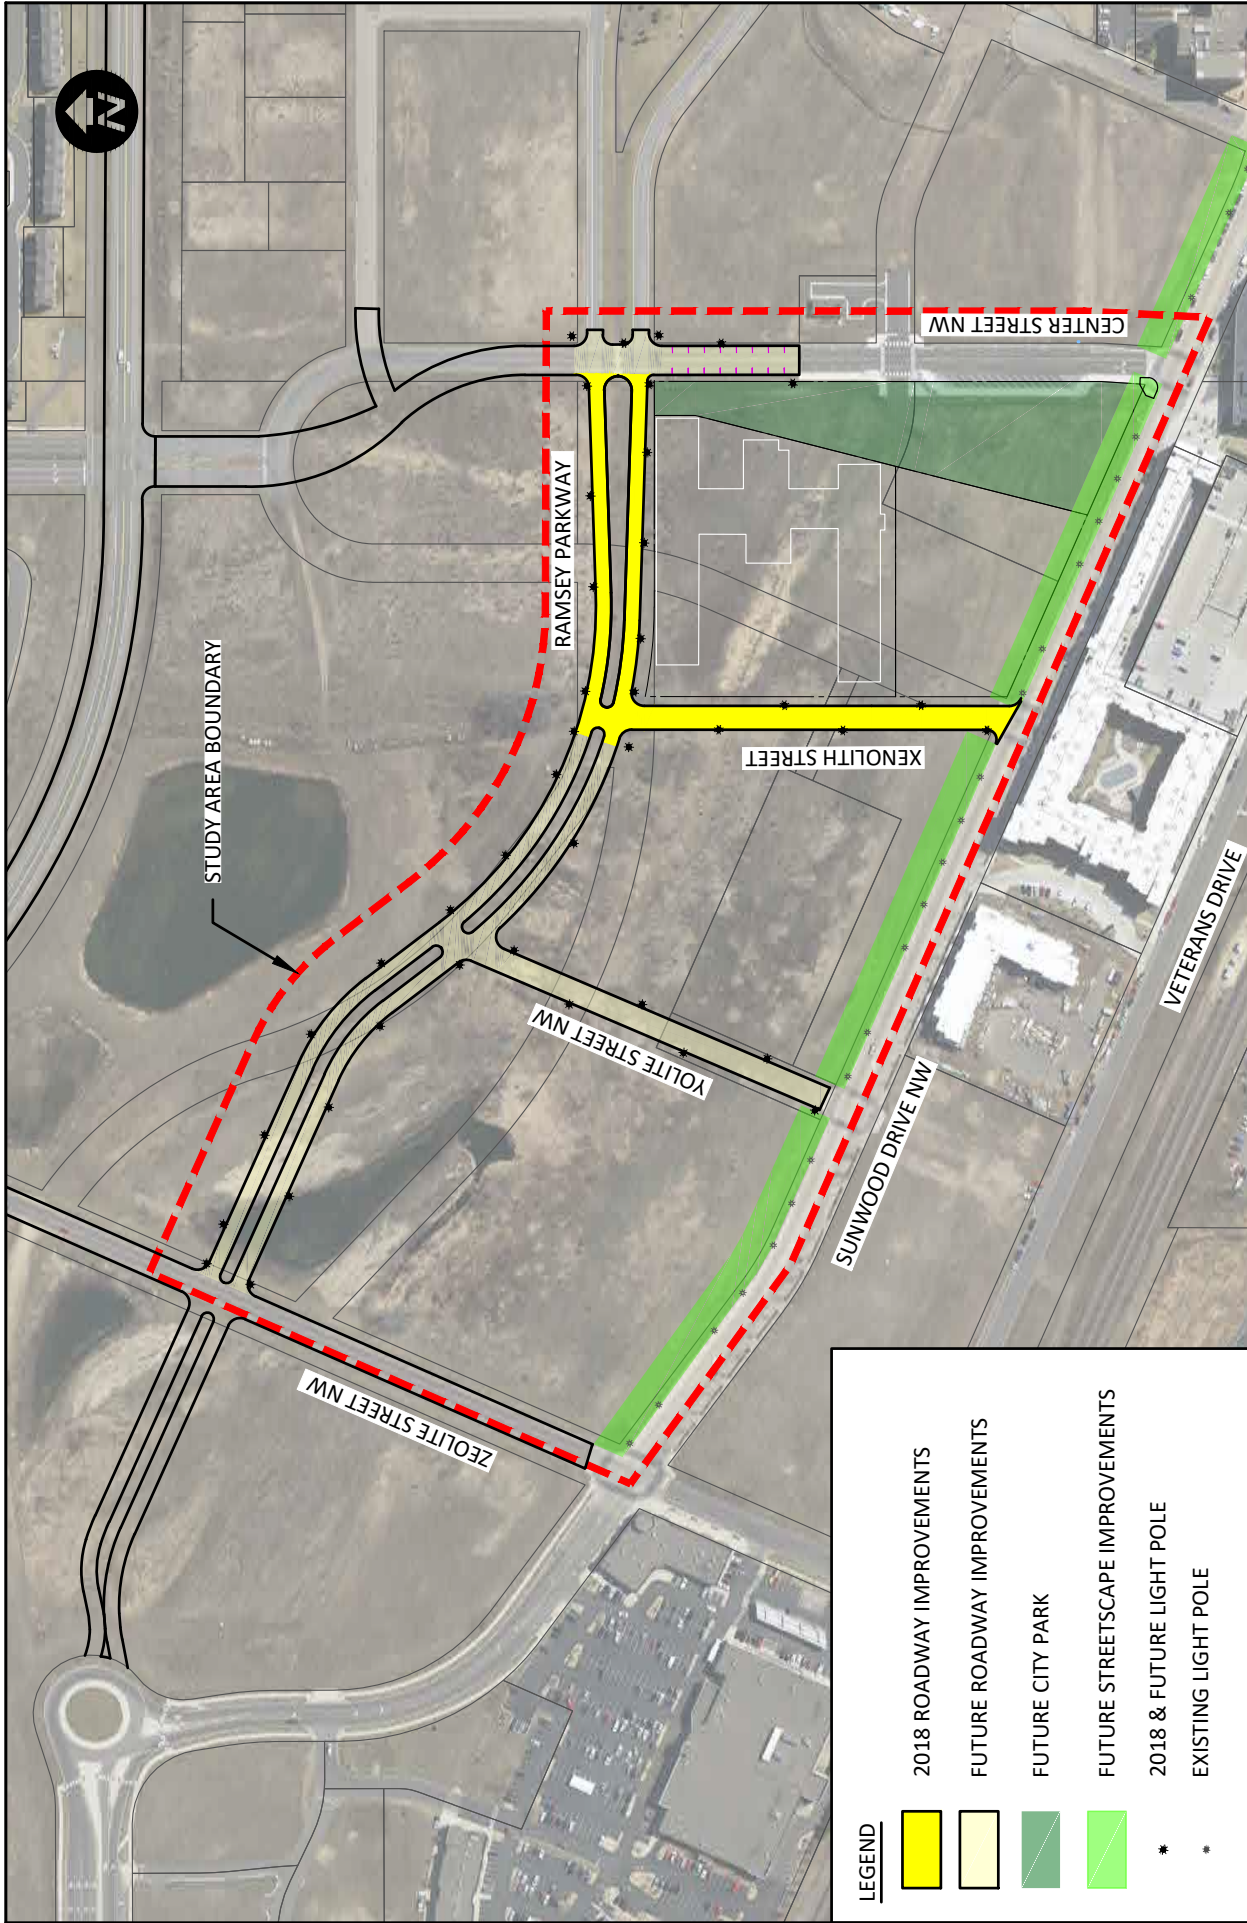 N
STUDY AREA BOUNDARY
RAMSEY PARKWAY
CENTER STREET NW
XENOLITH STREET
YOLITE STREET NW
ZEOLITE STREET NW
SUNWOOD DRIVE NW
VETERANS DRIVE
LEGEND
2018 ROADWAY IMPROVEMENTS
FUTURE ROADWAY IMPROVEMENTS
FUTURE CITY PARK
FUTURE STREETSCAPE IMPROVEMENTS
2018 & FUTURE LIGHT POLE
EXISTING LIGHT POLE